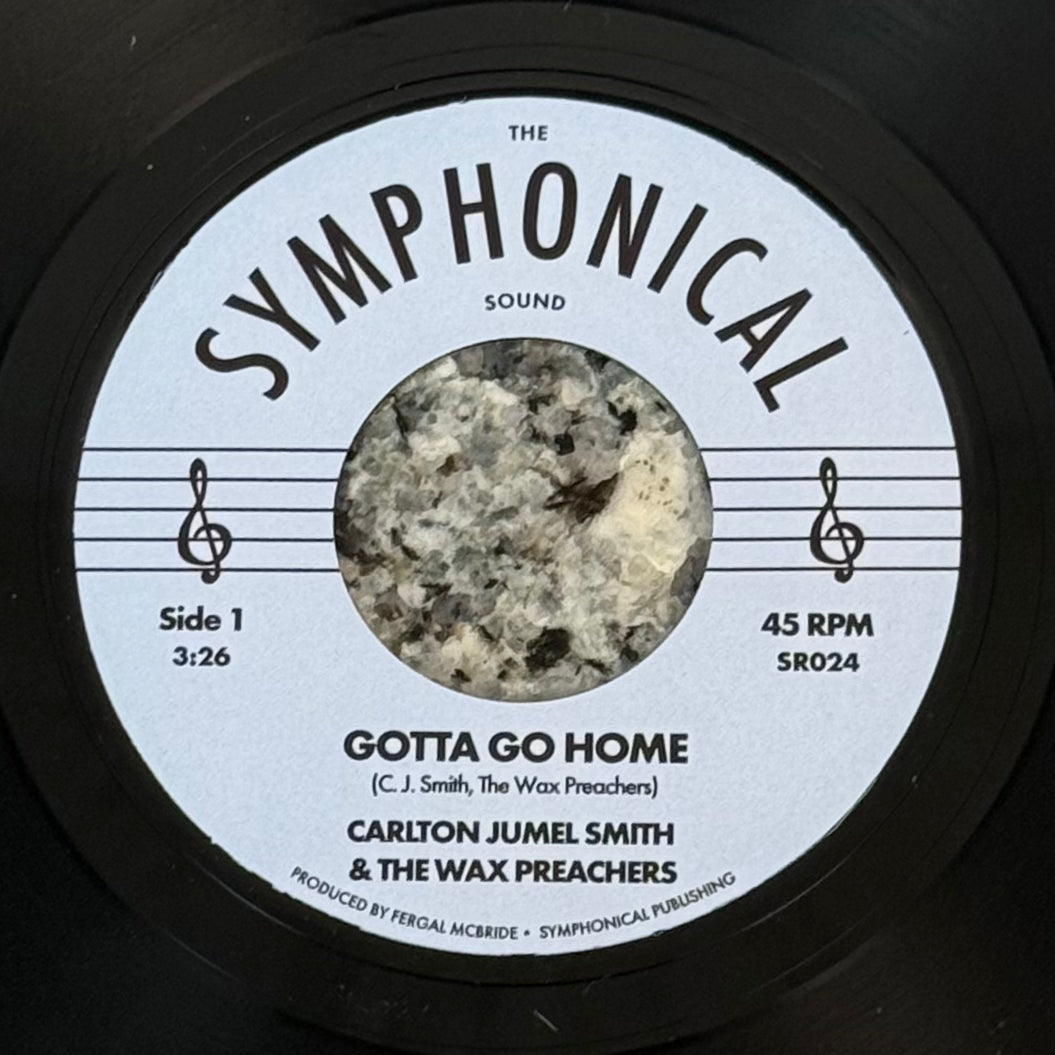 THE
SYMPHONICAL
SOUND
Side 1
3:26
45 RPM
SR024
GOTTA GO HOME
(C. J. Smith, The Wax Preachers)
CARLTON JUMEL SMITH
& THE WAX PREACHERS
PRODUCED BY FERGAL MCBRIDE • SYMPHONICAL PUBLISHING